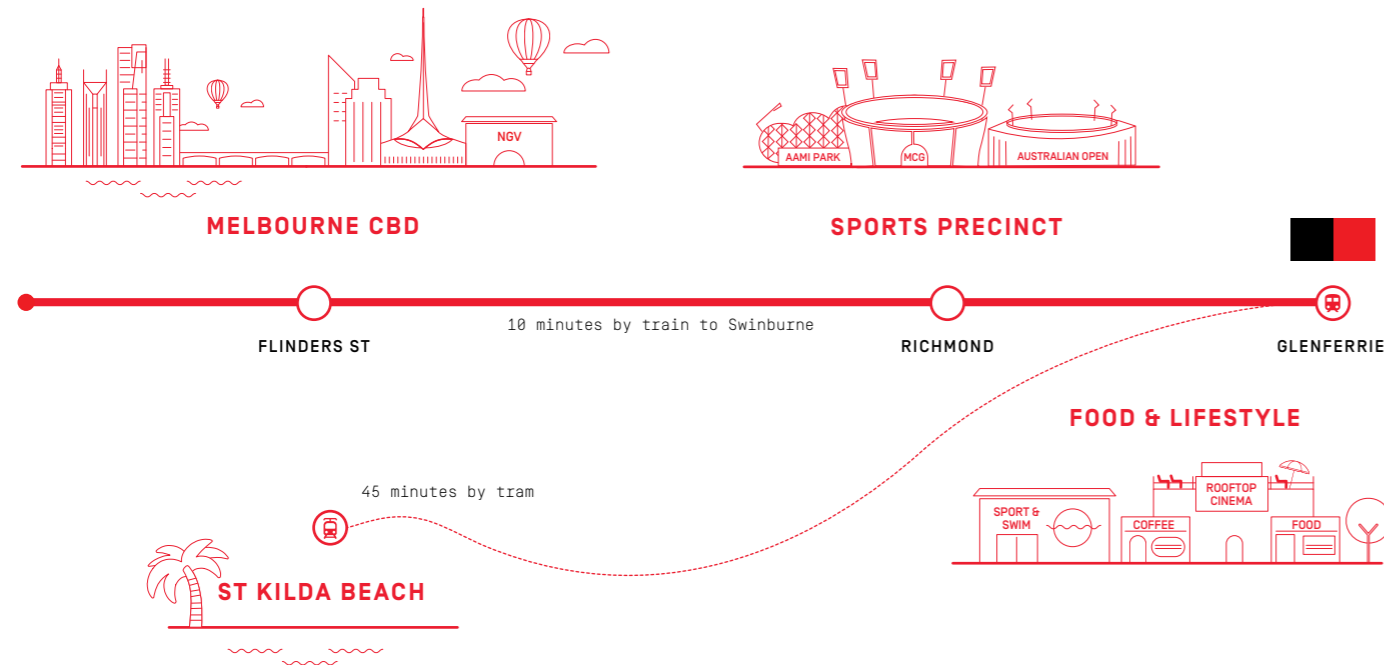 NGV
AAMI PARK
MCG
AUSTRALIAN OPEN
MELBOURNE CBD
SPORTS PRECINCT
10 minutes by train to Swinburne
FLINDERS ST
RICHMOND
GLENFERRIE
FOOD & LIFESTYLE
45 minutes by tram
ROOFTOP
CINEMA
SPORT &
SWIM
COFFEE
FOOD
ST KILDA BEACH